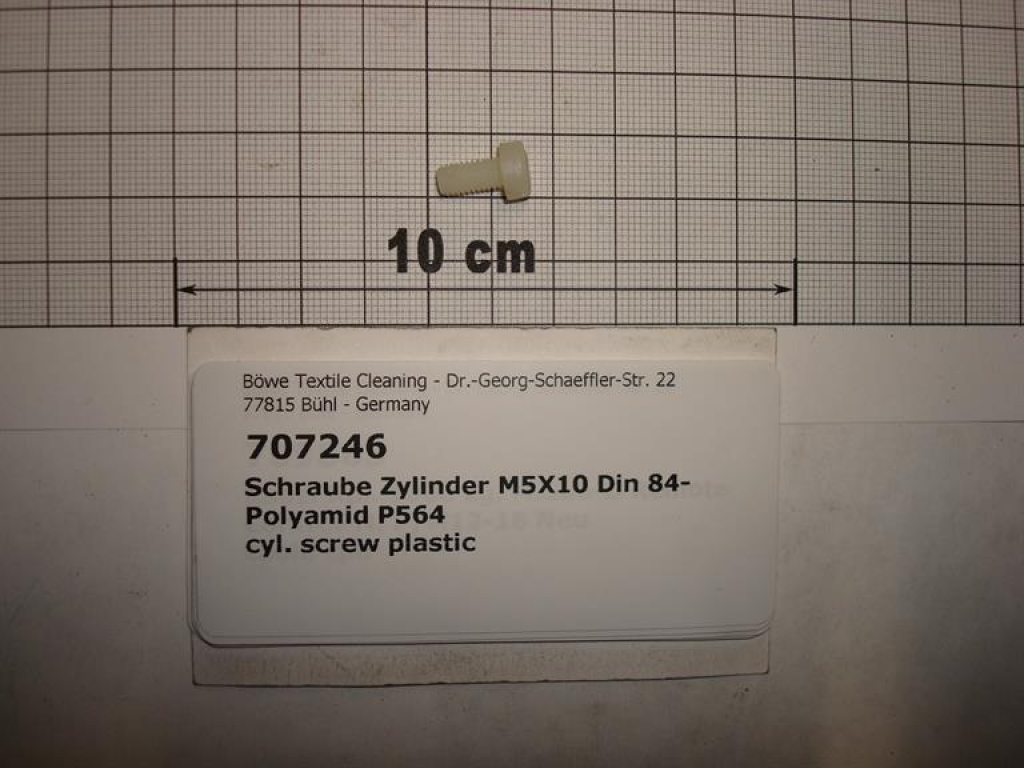 10 cm
Böwe Textile Cleaning - Dr.-Georg-Schaeffler-Str. 22
77815 Bühl - Germany
707246
Schraube Zylinder M5X10 Din 84-
Polyamid P564
cyl. screw plastic